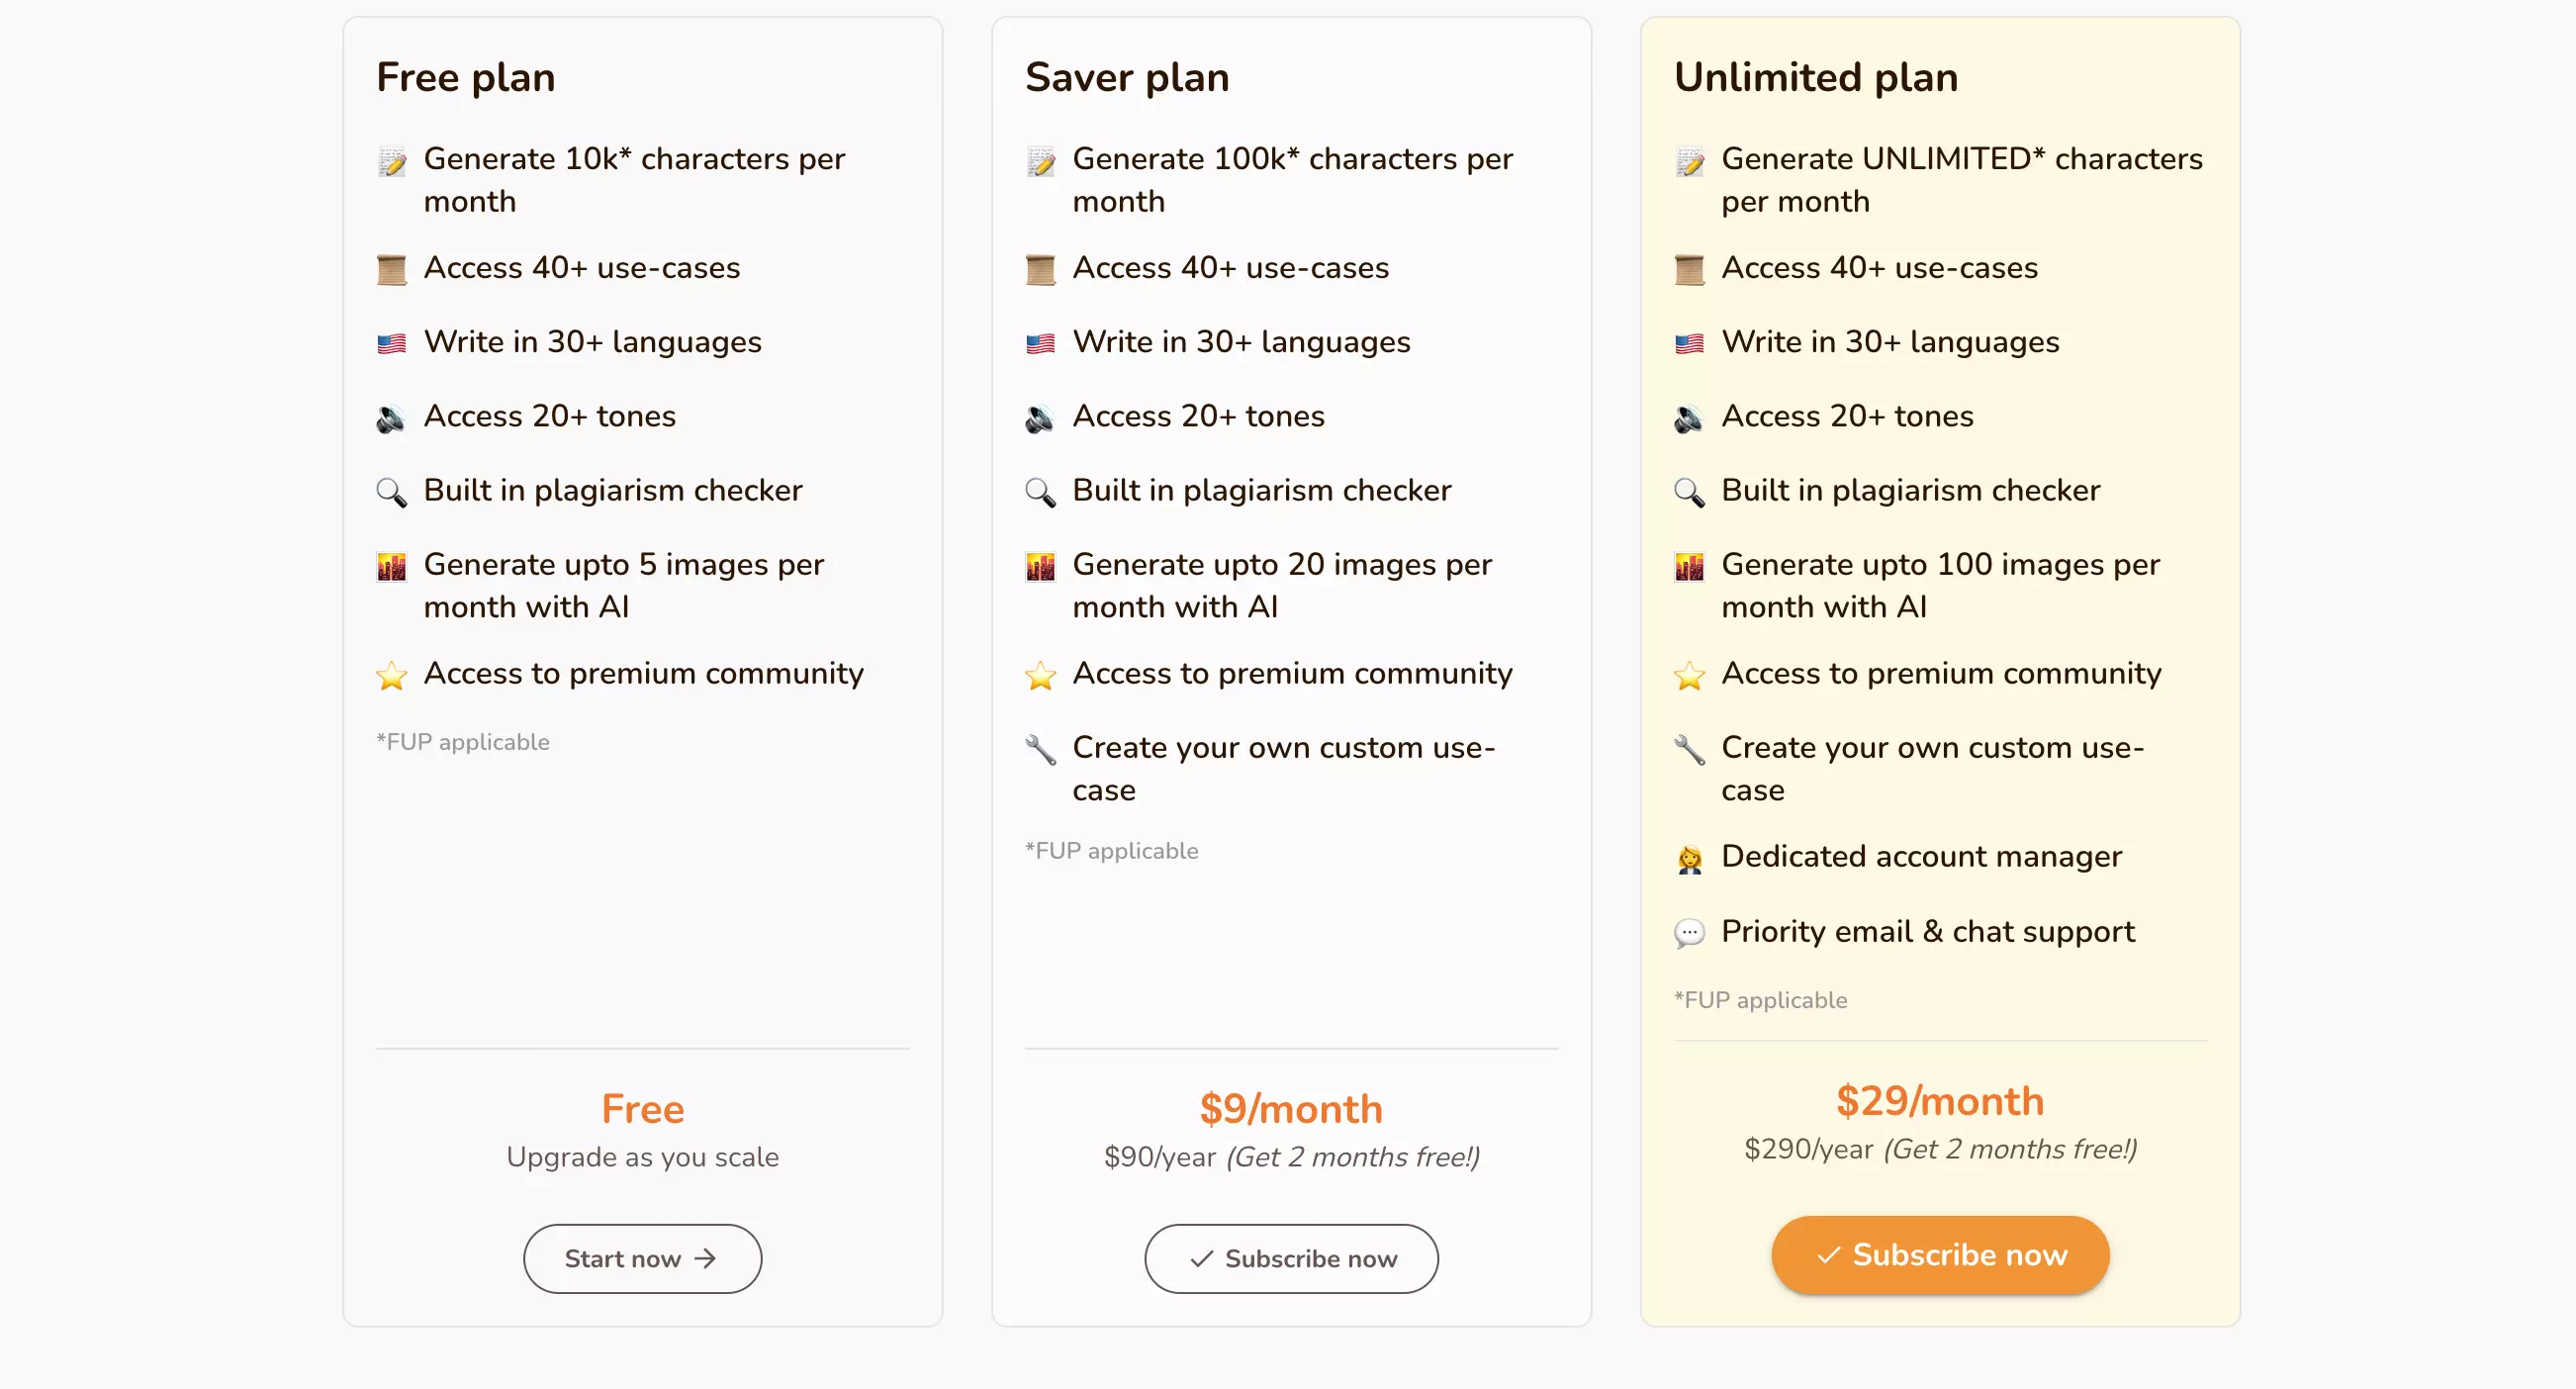 Free plan
Generate 10k* characters per
month
Access 40+ use-cases
Write in 30+ languages
Access 20+ tones
Built in plagiarism checker
Generate upto 5 images per
month with AI
Access to premium community
*FUP applicable
Free
Upgrade as you scale
Start now →
Saver plan
Generate 100k* characters per
month
Access 40+ use-cases
Write in 30+ languages
Access 20+ tones
Built in plagiarism checker
Generate upto 20 images per
month with AI
Access to premium community
Create your own custom use-
case
*FUP applicable
$9/month
$90/year (Get 2 months free!)
✓ Subscribe now
Unlimited plan
Generate UNLIMITED* characters
per month
Access 40+ use-cases
Write in 30+ languages
Access 20+ tones
Built in plagiarism checker
Generate upto 100 images per
month with AI
Access to premium community
Create your own custom use-
case
Dedicated account manager
Priority email & chat support
*FUP applicable
$29/month
$290/year (Get 2 months free!)
✓ Subscribe now